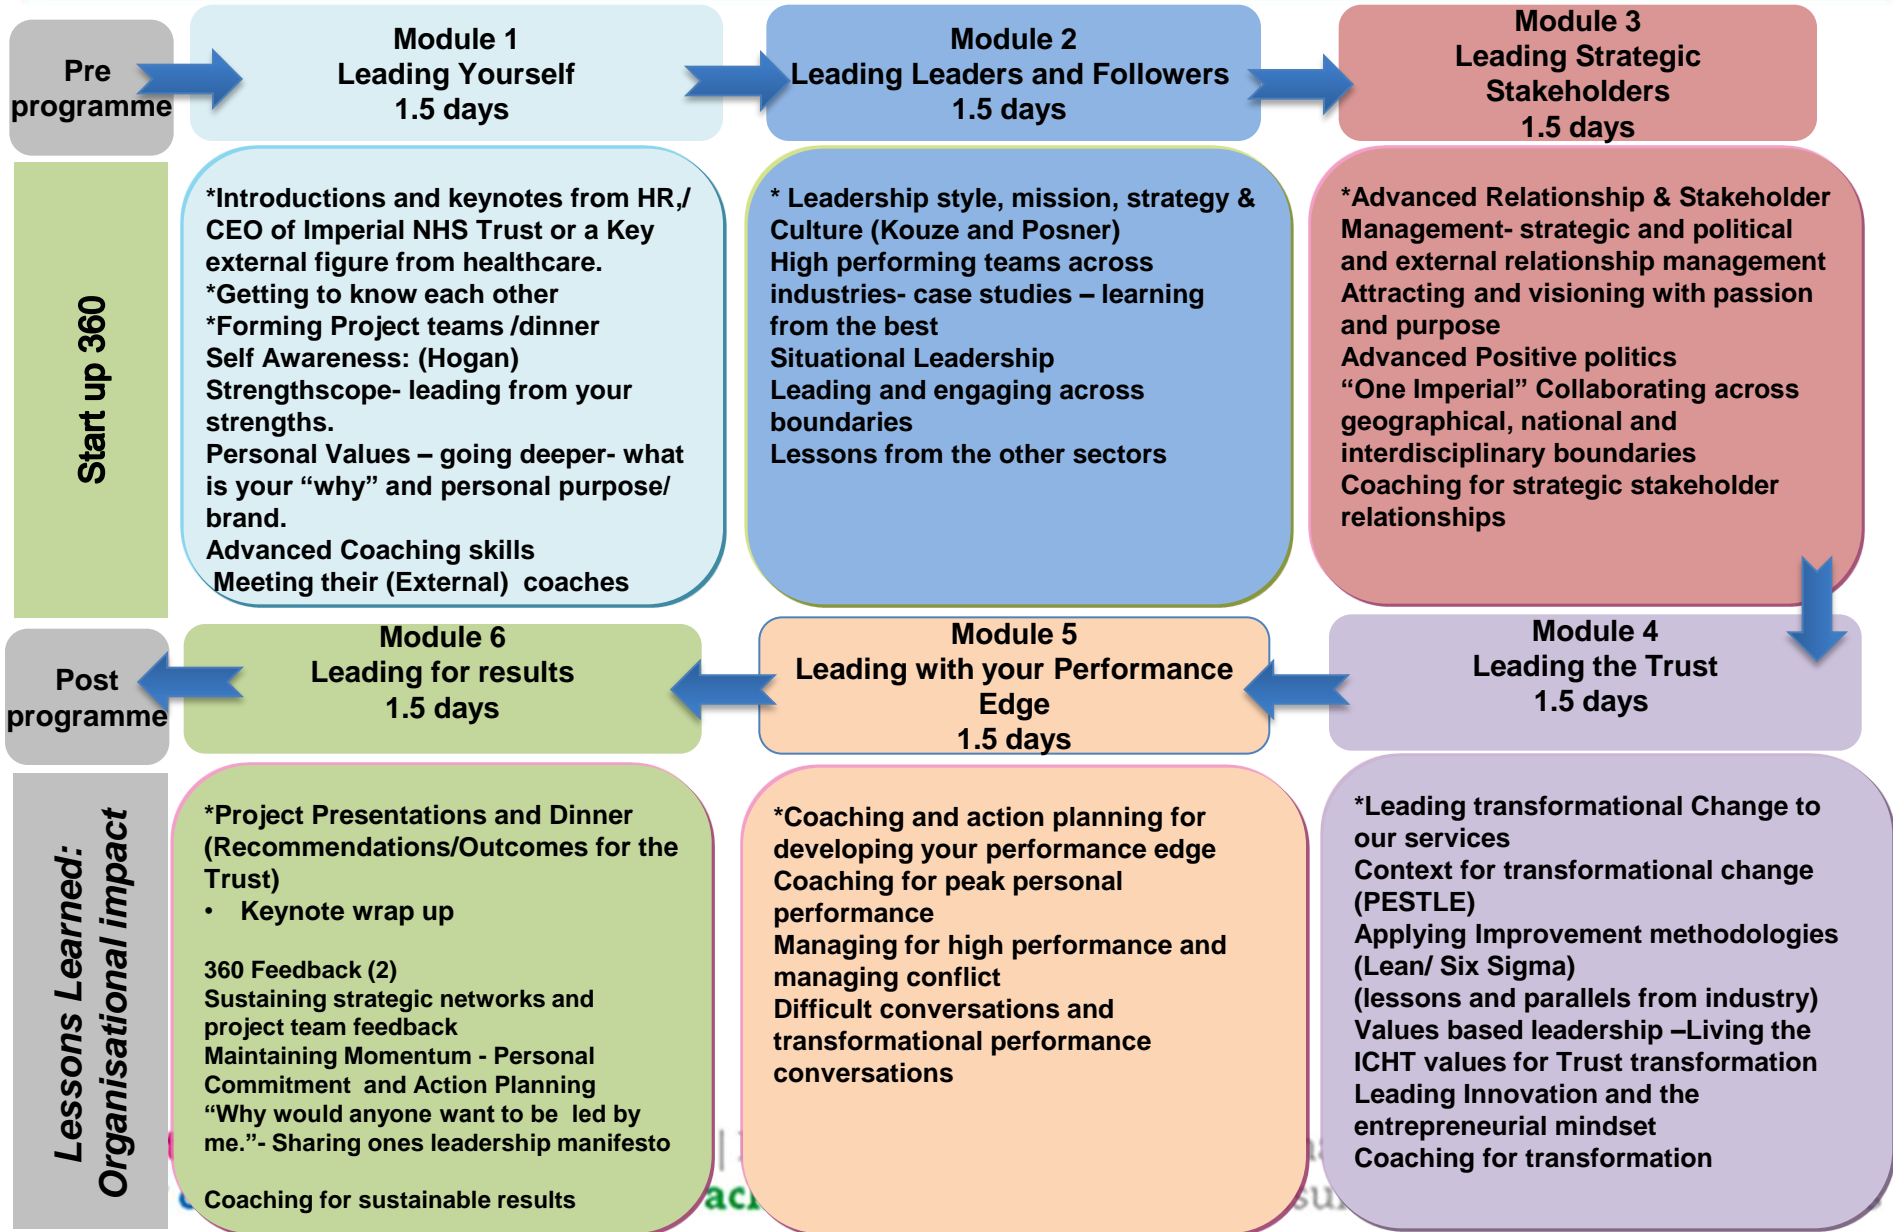 Pre
programme
Module 1
Leading Yourself
1.5 days
Module 2
Leading Leaders and Followers
1.5 days
Module 3
Leading Strategic
Stakeholders
1.5 days
Start up 360
*Introductions and keynotes from HR,/
CEO of Imperial NHS Trust or a Key
external figure from healthcare.
*Getting to know each other
*Forming Project teams /dinner
Self Awareness: (Hogan)
Strengthscope- leading from your
strengths.
Personal Values – going deeper- what
is your “why” and personal purpose/
brand.
Advanced Coaching skills
Meeting their (External) coaches
* Leadership style, mission, strategy &
Culture (Kouze and Posner)
High performing teams across
industries- case studies – learning
from the best
Situational Leadership
Leading and engaging across
boundaries
Lessons from the other sectors
*Advanced Relationship & Stakeholder
Management- strategic and political
and external relationship management
Attracting and visioning with passion
and purpose
Advanced Positive politics
“One Imperial” Collaborating across
geographical, national and
interdisciplinary boundaries
Coaching for strategic stakeholder
relationships
Post
programme
Module 6
Leading for results
1.5 days
Module 5
Leading with your Performance
Edge
1.5 days
Module 4
Leading the Trust
1.5 days
Lessons Learned:
Organisational impact
*Project Presentations and Dinner
(Recommendations/Outcomes for the
Trust)
• Keynote wrap up
360 Feedback (2)
Sustaining strategic networks and
project team feedback
Maintaining Momentum - Personal
Commitment and Action Planning
“Why would anyone want to be led by
me.”- Sharing ones leadership manifesto
Coaching for sustainable results
*Coaching and action planning for
developing your performance edge
Coaching for peak personal
performance
Managing for high performance and
managing conflict
Difficult conversations and
transformational performance
conversations
*Leading transformational Change to
our services
Context for transformational change
(PESTLE)
Applying Improvement methodologies
(Lean/ Six Sigma)
(lessons and parallels from industry)
Values based leadership –Living the
ICHT values for Trust transformation
Leading Innovation and the
entrepreneurial mindset
Coaching for transformation